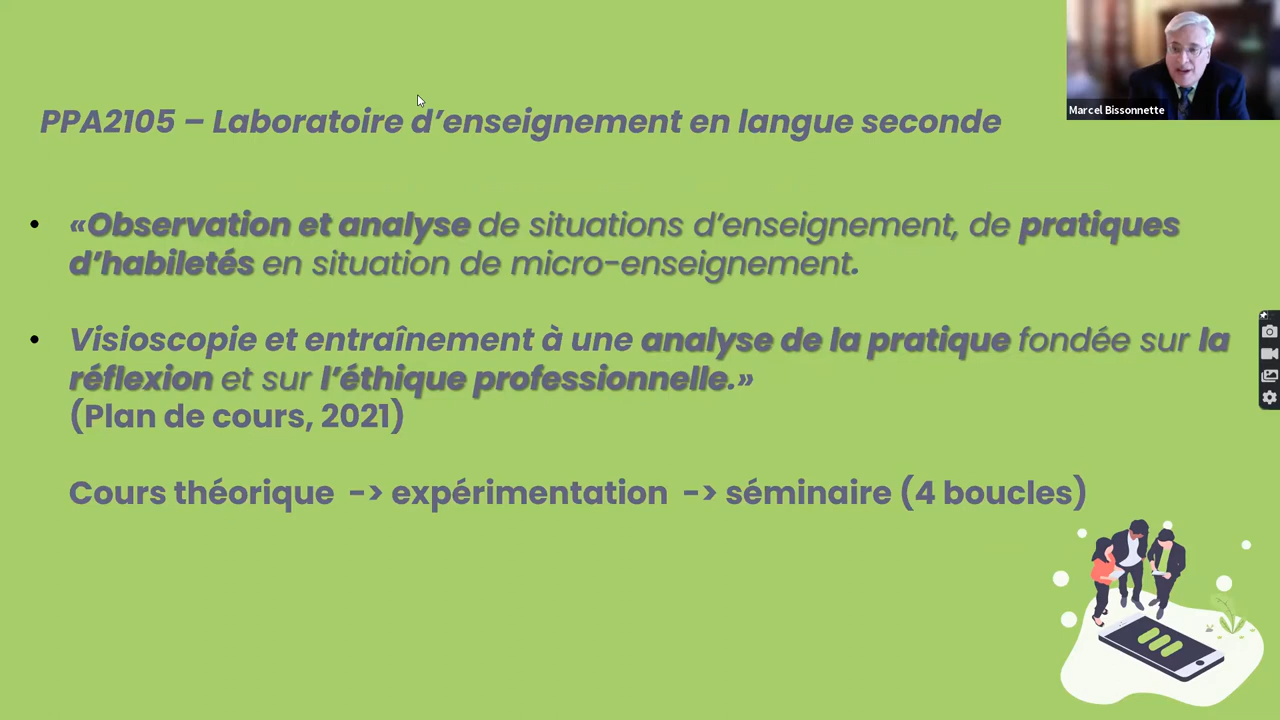 PPA2105 – Laboratoire d’enseignement en langue seconde
Marcel Bissonnette
• «Observation et analyse de situations d’enseignement, de pratiques
d’habiletés en situation de micro-enseignement.
• Visioscopie et entraînement à une analyse de la pratique fondée sur la
réflexion et sur l’éthique professionnelle.»
(Plan de cours, 2021)
Cours théorique -> expérimentation -> séminaire (4 boucles)